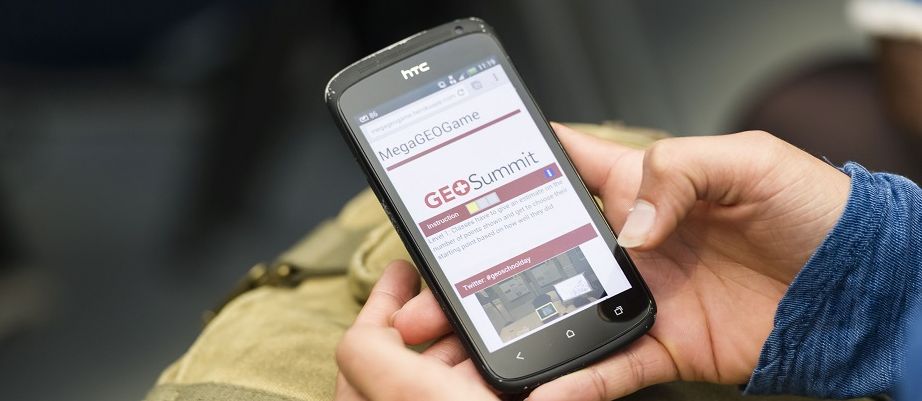 hTC
86
11:19
megageogame.herokuapp.com
MegaGEOGame
GEOSummit
Instruction
Level 1: Classes have to give an estimate on the
number of points shown and get to choose their
starting point based on how well they did
Twitter: #geoschoolday